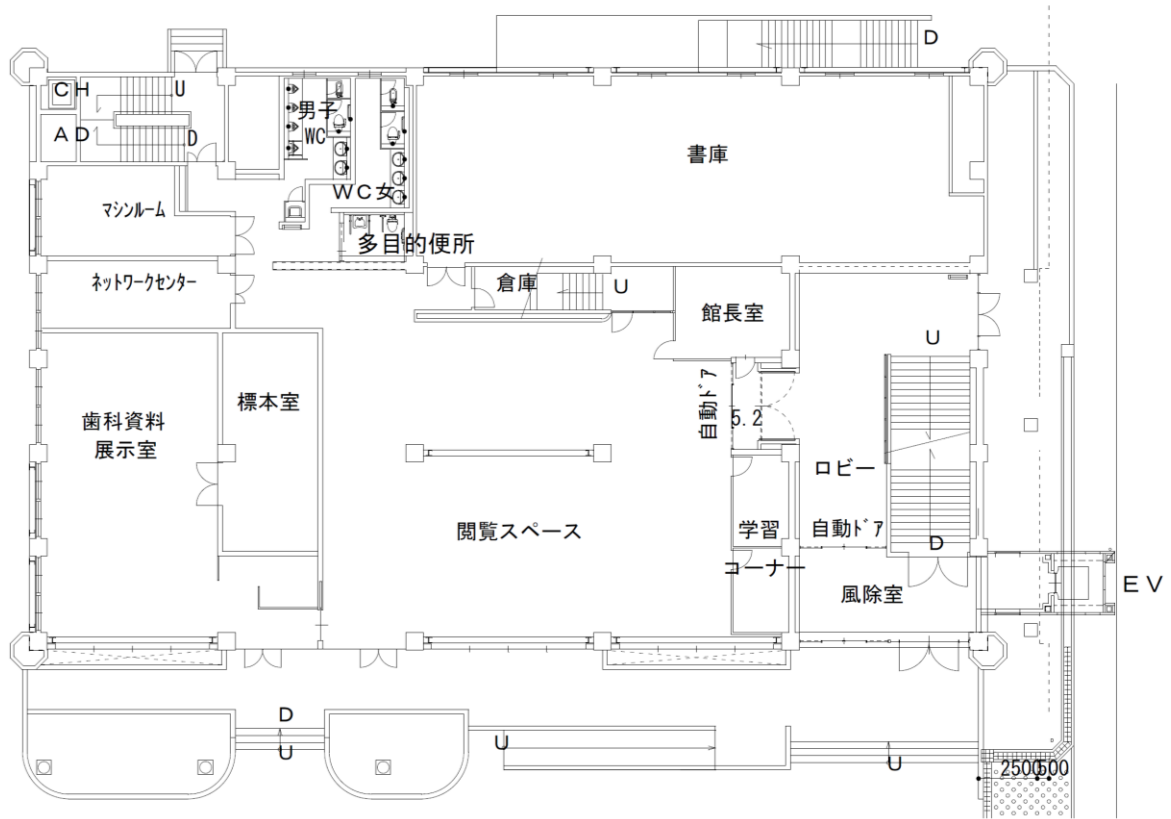 D
CH
U
AD
D
男子
WC
書庫
WC女
マシンルーム
多目的便所
ネットワークセンター
倉庫
U
館長室
U
自動ドア
5.2
標本室
歯科資料
展示室
ロビー
閲覧スペース
学習
自動ドア
D
コーナー
風除室
EV
D
U
U
U
2500
500